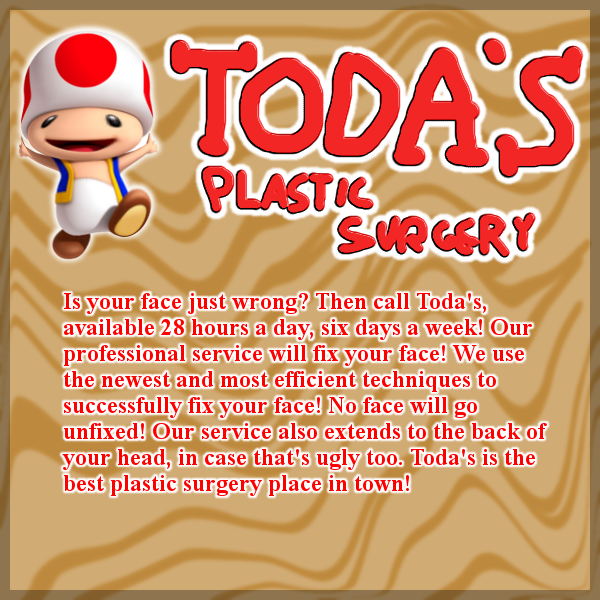 TODA'S
PLASTIC
SURGERY
Is your face just wrong? Then call Toda's,
available 28 hours a day, six days a week! Our
professional service will fix your face! We use
the newest and most efficient techniques to
successfully fix your face! No face will go
unfixed! Our service also extends to the back of
your head, in case that's ugly too. Toda's is the
best plastic surgery place in town!